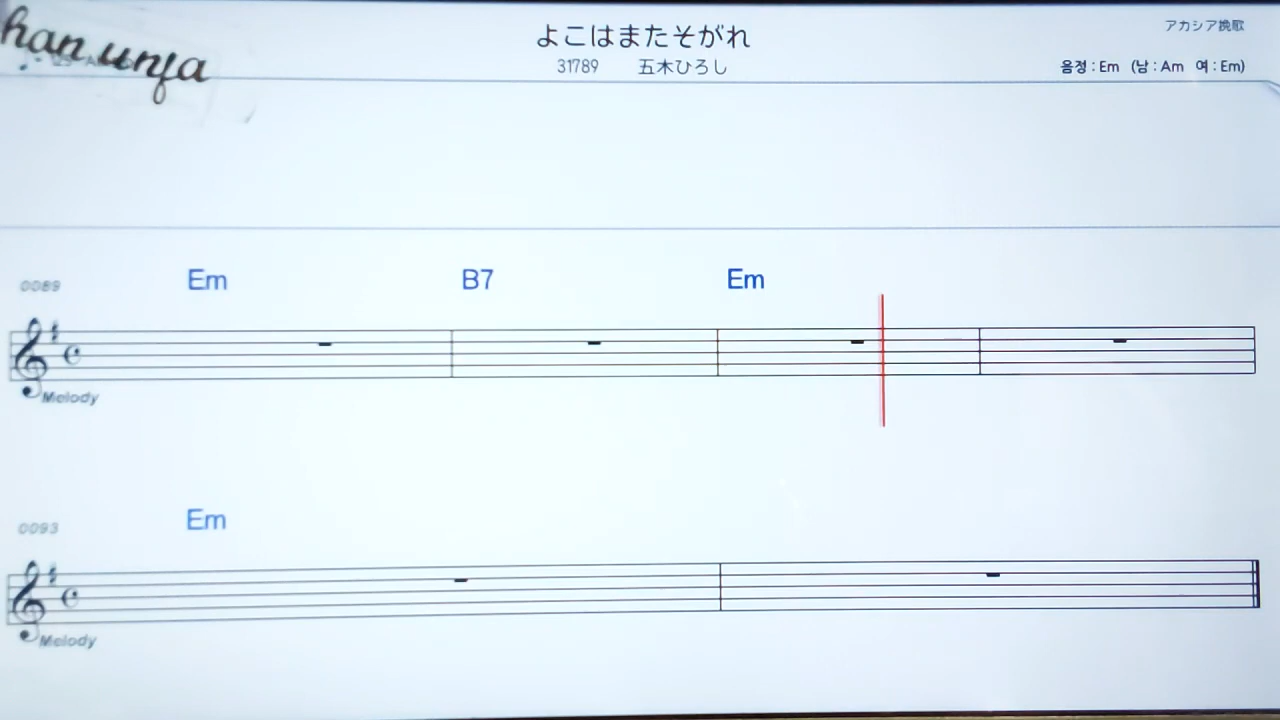 han unja
よこはまたそがれ
アカシア挽歌
31789 五木ひろし
음정 : Em (남 : Am 여 : Em)
0089 Em B7 Em
Melody
0093 Em
Melody